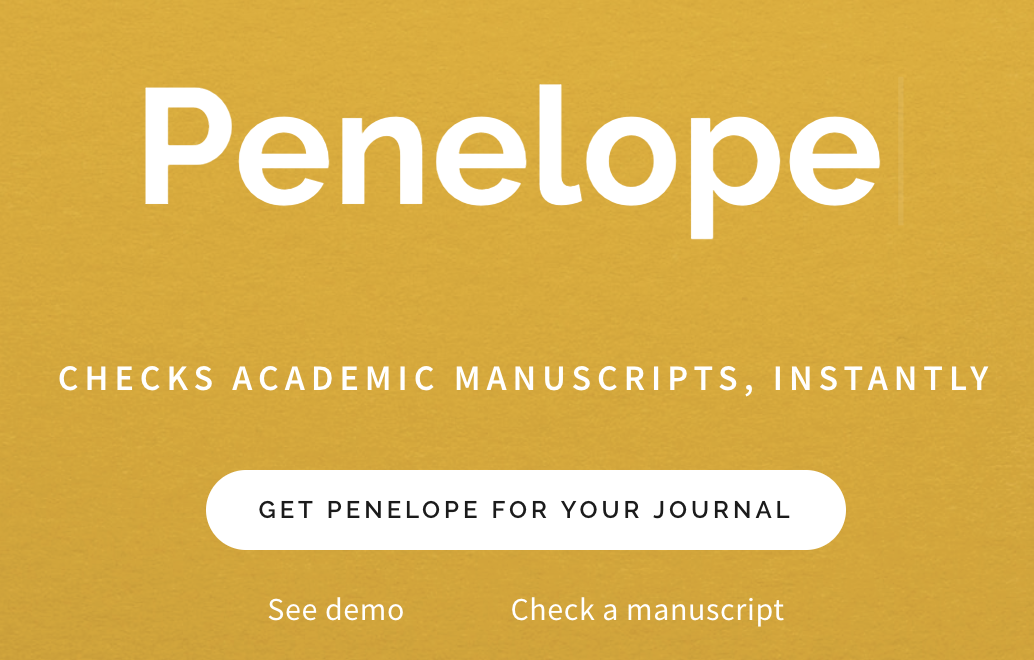 Penelope
CHECKS ACADEMIC MANUSCRIPTS, INSTANTLY
GET PENELOPE FOR YOUR JOURNAL
See demo Check a manuscript